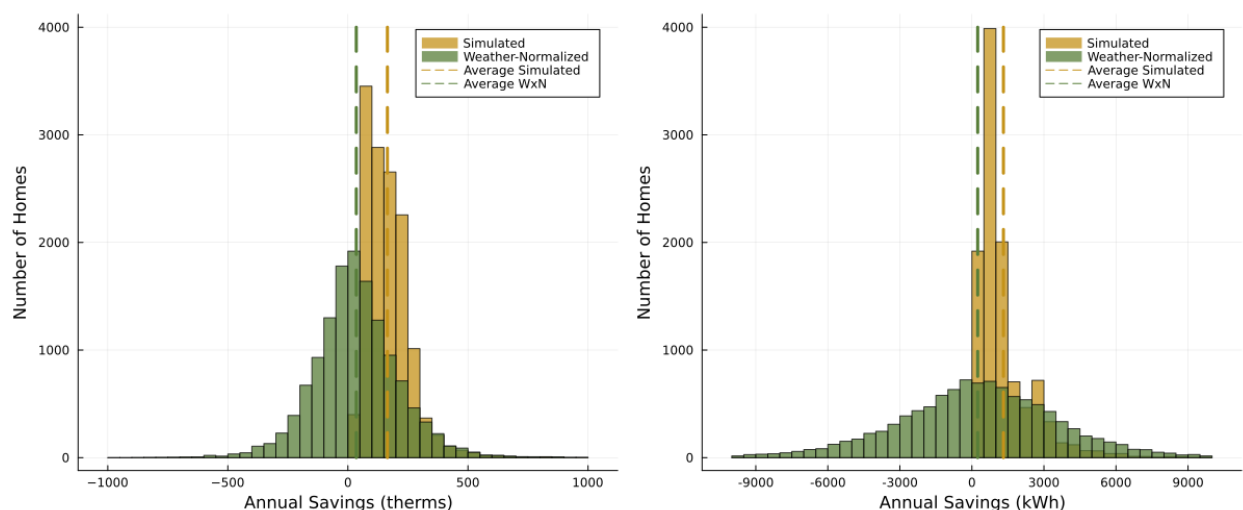 4000
3000
2000
1000
0
Number of Homes
Simulated
Weather-Normalized
Average Simulated
Average WxN
−1000
−500
0
500
1000
Annual Savings (therms)
4000
3000
2000
1000
0
Number of Homes
Simulated
Weather-Normalized
Average Simulated
Average WxN
-9000
-6000
-3000
0
3000
6000
9000
Annual Savings (kWh)